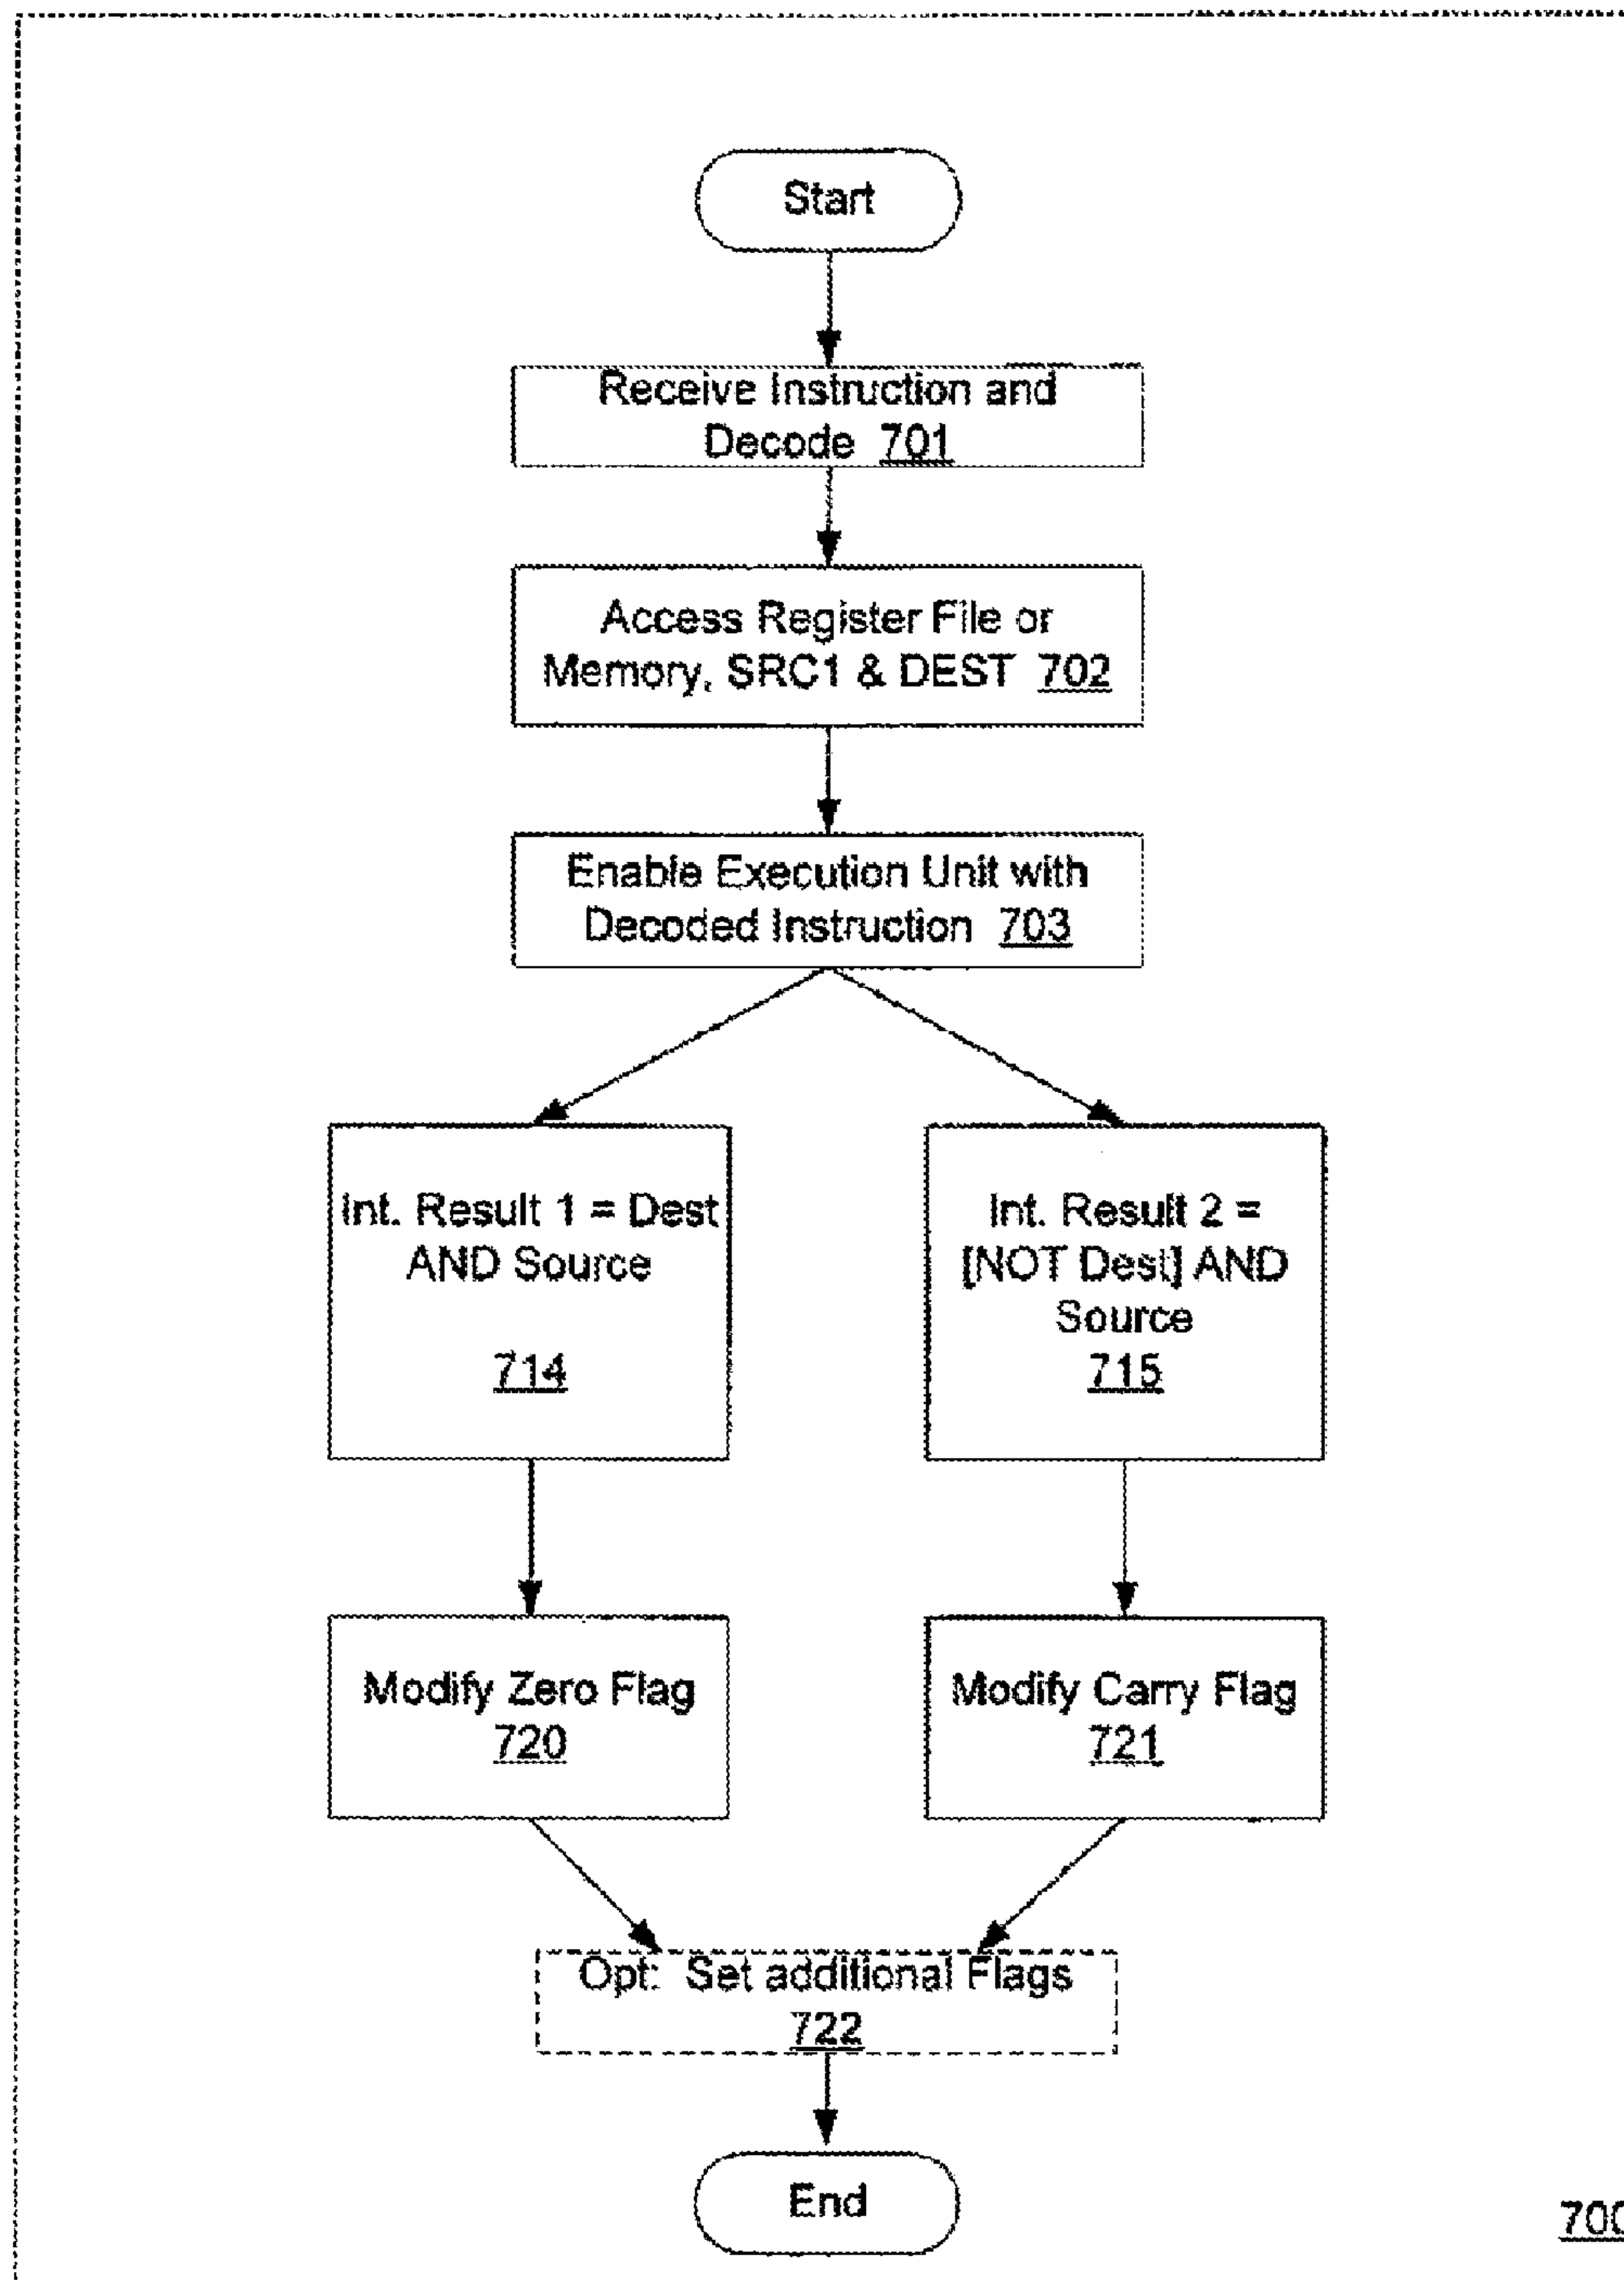 Start
Receive Instruction and
Decode 701
Access Register File or
Memory, SRC1 & DEST 702
Enable Execution Unit with
Decoded Instruction 703
Int. Result 1 = Dest
AND Source
714
Int. Result 2 =
[NOT Dest] AND
Source
715
Modify Zero Flag
720
Modify Carry Flag
721
Opt: Set additional Flags
722
End
700